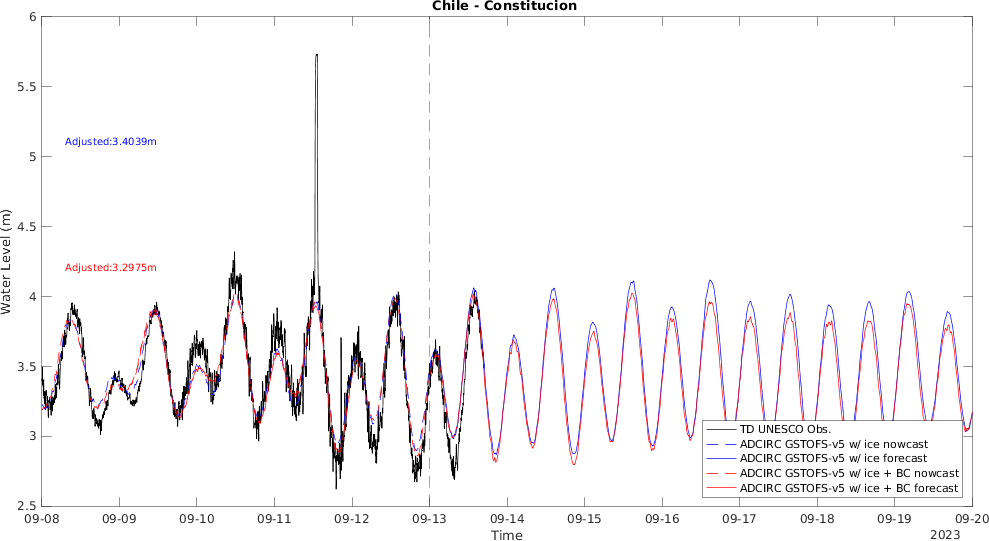 Chile - Constitucion
6
5.5
5
4.5
4
3.5
3
2.5
Water Level (m)
Adjusted:3.4039m
Adjusted:3.2975m
TD UNESCO Obs.
ADCIRC GSTOFS-v5 w/ ice nowcast
ADCIRC GSTOFS-v5 w/ ice forecast
ADCIRC GSTOFS-v5 w/ ice + BC nowcast
ADCIRC GSTOFS-v5 w/ ice + BC forecast
09-08 09-09 09-10 09-11 09-12 09-13 09-14 09-15 09-16 09-17 09-18 09-19 09-20
Time
2023